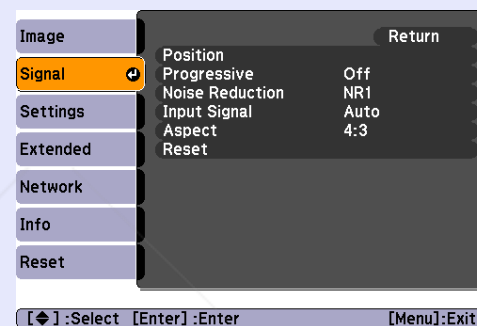 Image
Signal
Settings
Extended
Network
Info
Reset
Return
Position
Progressive Off
Noise Reduction NR1
Input Signal Auto
Aspect 4:3
Reset
[◆] :Select [Enter] :Enter [Menu]:Exit